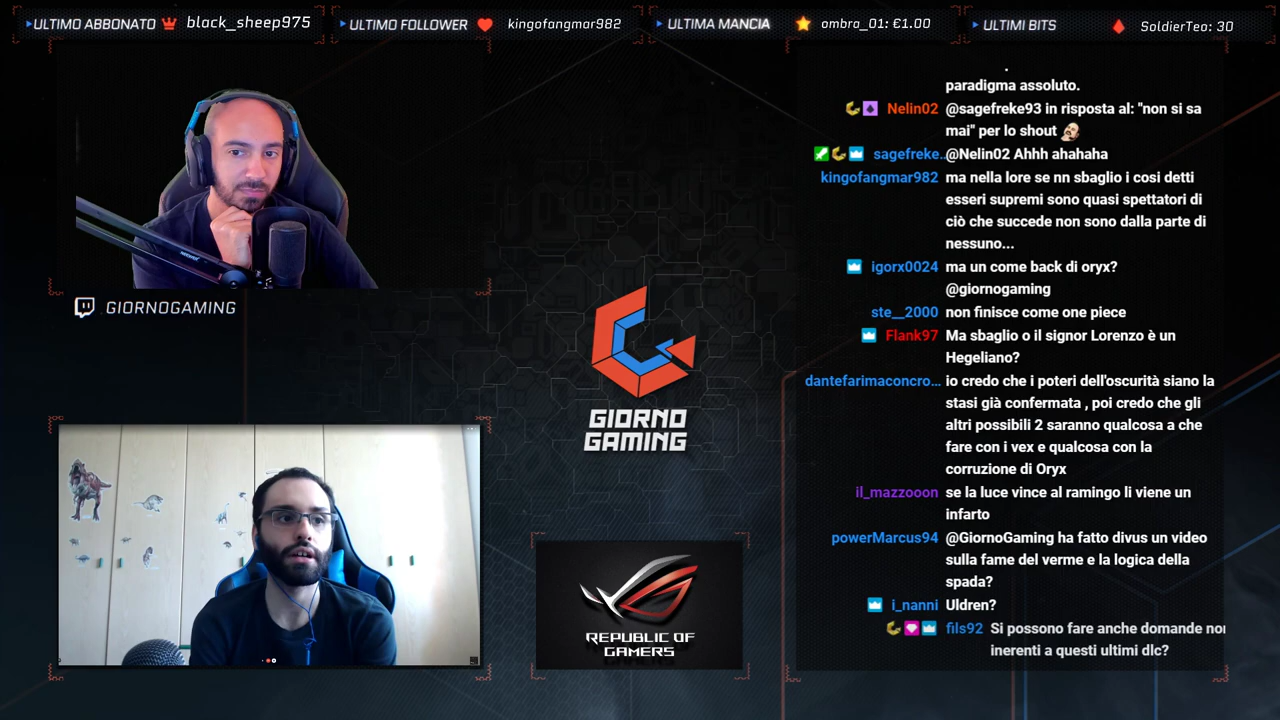 ULTIMO ABBONATO black_sheep975
ULTIMO FOLLOWER kingofangmar982
ULTIMA MANCIA ombra_01: €1.00
ULTIMI BITS SoldierTeo: 30
GIORNOGAMING
GIORNO
GAMING
REPUBLIC OF
GAMERS
paradigma assoluto.
Nelin02 @sagefreke93 in risposta al: "non si sa
mai" per lo shout
sagefreke... @Nelin02 Ahhh ahahaha
kingofangmar982 ma nella lore se nn sbaglio i cosi detti
esseri supremi sono quasi spettatori di
ciò che succede non sono dalla parte di
nessuno...
igorx0024 ma un come back di oryx?
@giornogaming
ste__2000 non finisce come one piece
Flank97 Ma sbaglio o il signor Lorenzo è un
Hegeliano?
dantefarimaconcro... io credo che i poteri dell'oscurità siano la
stasi già confermata , poi credo che gli
altri possibili 2 saranno qualcosa a che
fare con i vex e qualcosa con la
corruzione di Oryx
il_mazzooon se la luce vince al ramingo li viene un
infarto
powerMarcus94 @GiornoGaming ha fatto divus un video
sulla fame del verme e la logica della
spada?
i_nanni Uldren?
fils92 Si possono fare anche domande non
inerenti a questi ultimi dlc?